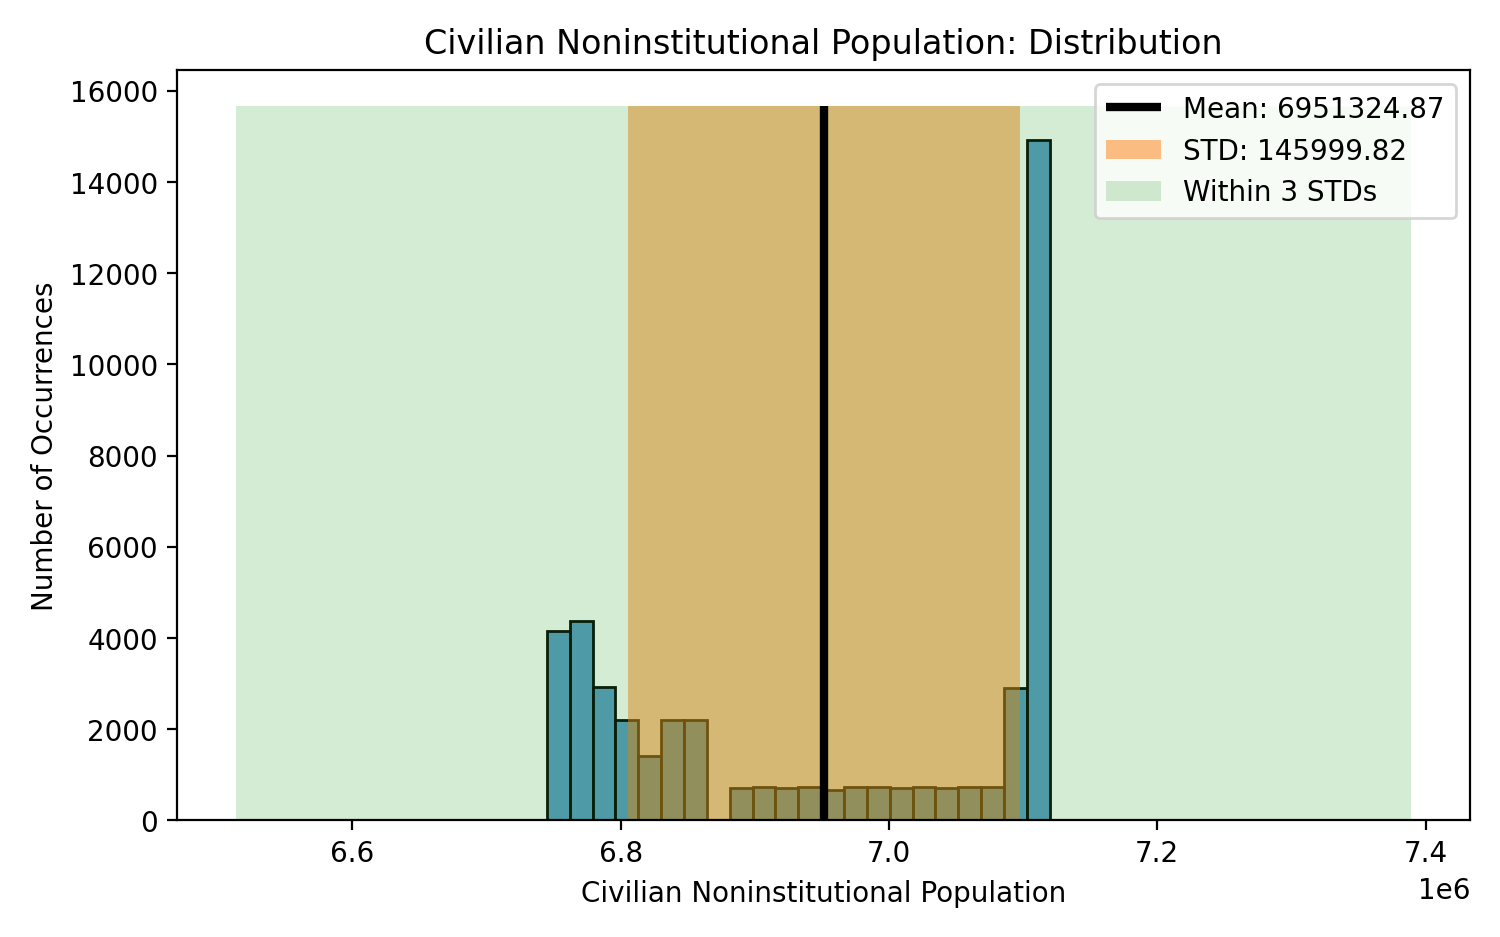 Civilian Noninstitutional Population: Distribution
Mean: 6951324.87
STD: 145999.82
Within 3 STDs
Number of Occurrences
16000
14000
12000
10000
8000
6000
4000
2000
0
6.6 6.8 7.0 7.2 7.4
1e6
Civilian Noninstitutional Population